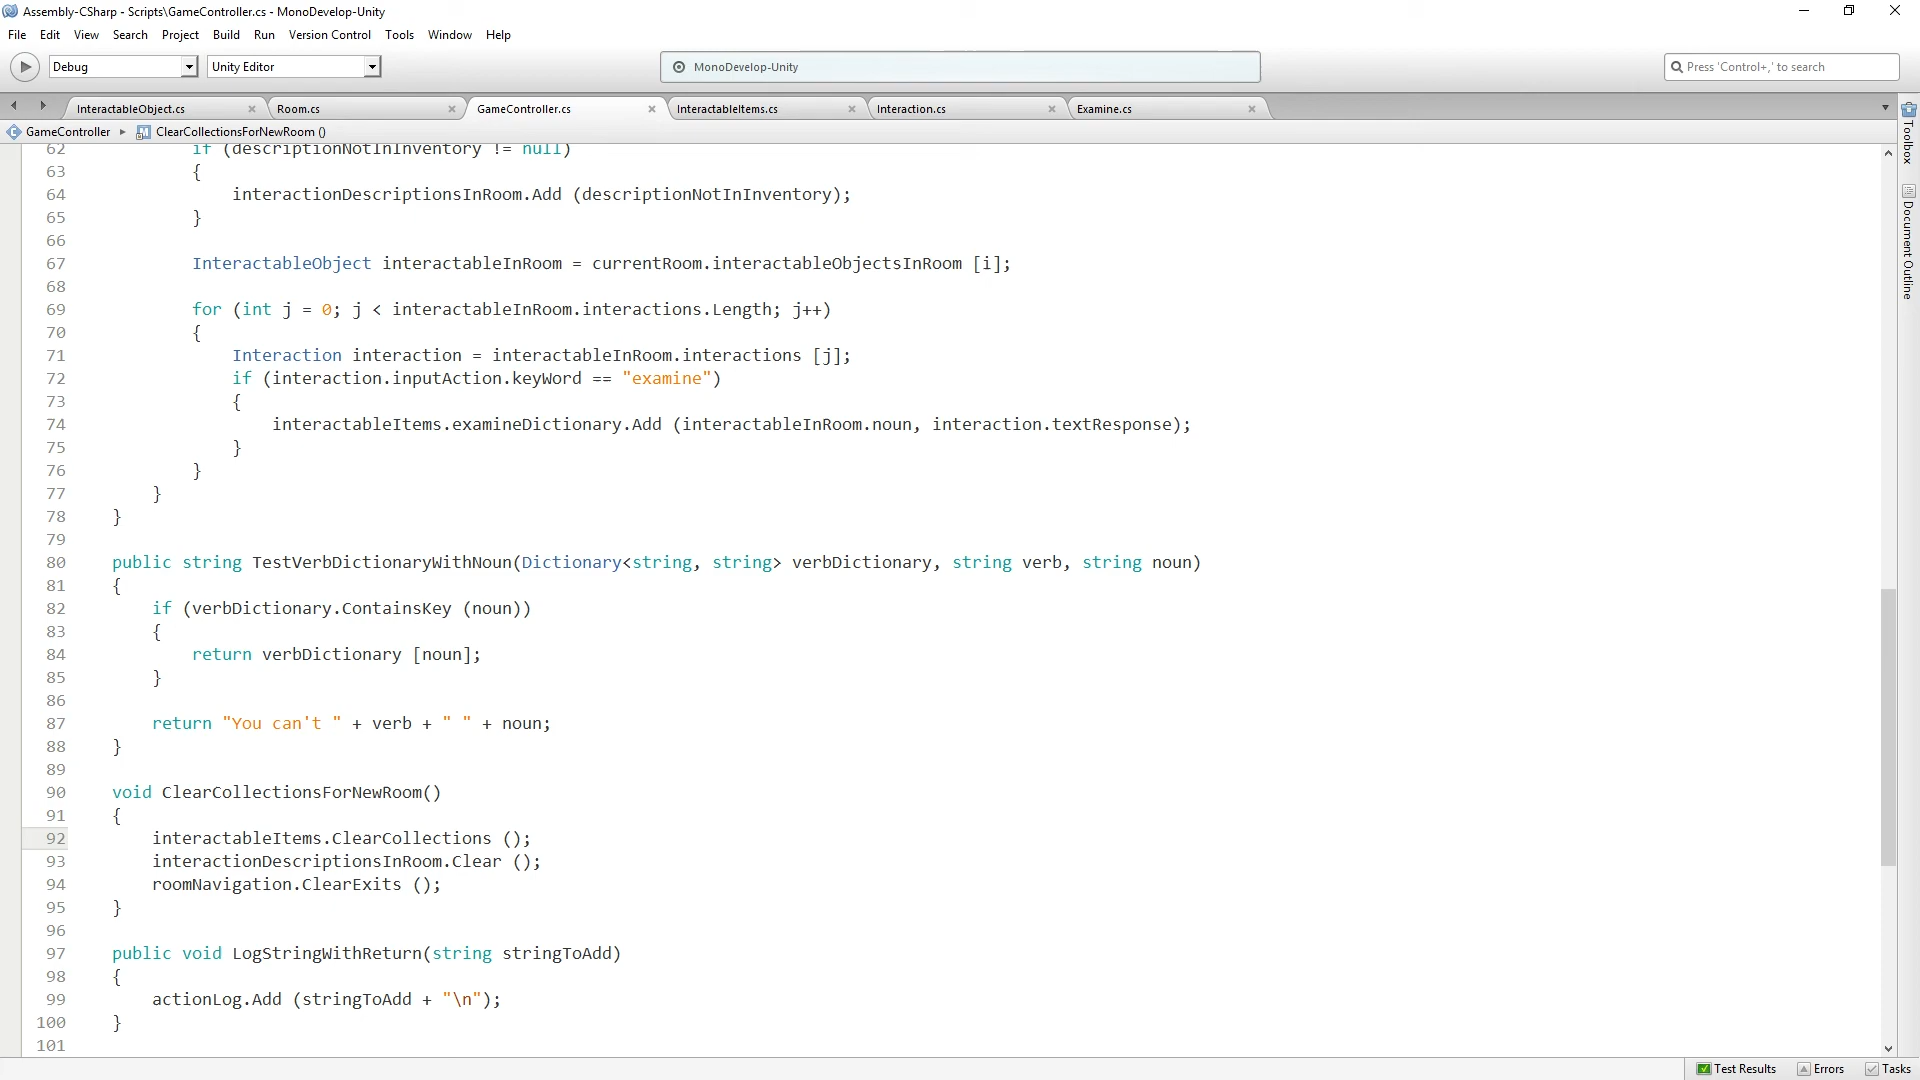 Assembly-CSharp - Scripts\GameController.cs - MonoDevelop-Unity
File Edit View Search Project Build Run Version Control Tools Window Help
Debug Unity Editor MonoDevelop-Unity Press 'Control+,' to search
InteractableObject.cs Room.cs GameController.cs InteractableItems.cs Interaction.cs Examine.cs
GameController ClearCollectionsForNewRoom ()
Toolbox
Document Outline
62 if (descriptionNotInInventory != null)
63 {
64 interactionDescriptionsInRoom.Add (descriptionNotInInventory);
65 }
66
67 InteractableObject interactableInRoom = currentRoom.interactableObjectsInRoom [i];
68
69 for (int j = 0; j < interactableInRoom.interactions.Length; j++)
70 {
71 Interaction interaction = interactableInRoom.interactions [j];
72 if (interaction.inputAction.keyWord == "examine")
73 {
74 interactableItems.examineDictionary.Add (interactableInRoom.noun, interaction.textResponse);
75 }
76 }
77 }
78 }
79
80 public string TestVerbDictionaryWithNoun(Dictionary<string, string> verbDictionary, string verb, string noun)
81 {
82 if (verbDictionary.ContainsKey (noun))
83 {
84 return verbDictionary [noun];
85 }
86
87 return "You can't " + verb + " " + noun;
88 }
89
90 void ClearCollectionsForNewRoom()
91 {
92 interactableItems.ClearCollections ();
93 interactionDescriptionsInRoom.Clear ();
94 roomNavigation.ClearExits ();
95 }
96
97 public void LogStringWithReturn(string stringToAdd)
98 {
99 actionLog.Add (stringToAdd + "\n");
100 }
101
Test Results Errors Tasks